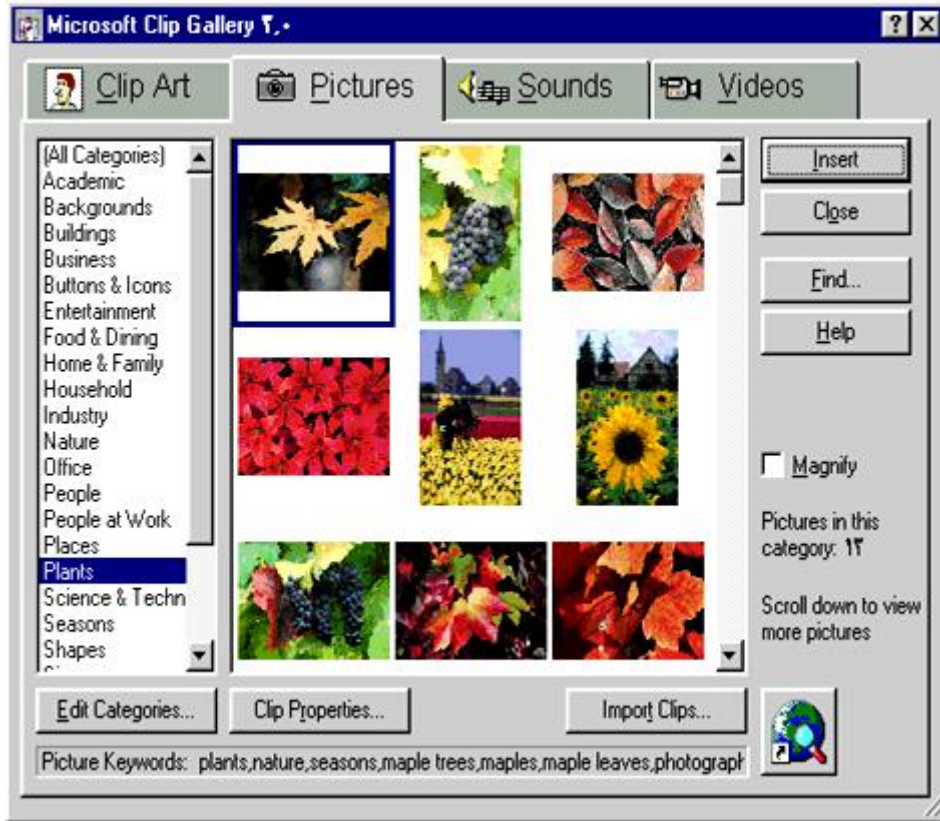 Microsoft Clip Gallery ٢,٠
Clip Art
Pictures
Sounds
Videos
(All Categories)
Academic
Backgrounds
Buildings
Business
Buttons & Icons
Entertainment
Food & Dining
Home & Family
Household
Industry
Nature
Office
People
People at Work
Places
Plants
Science & Techn
Seasons
Shapes
Insert
Close
Find...
Help
Magnify
Pictures in this
category: ١٣
Scroll down to view
more pictures
Edit Categories...
Clip Properties...
Import Clips...
Picture Keywords: plants,nature,seasons,maple trees,maples,maple leaves,photograph